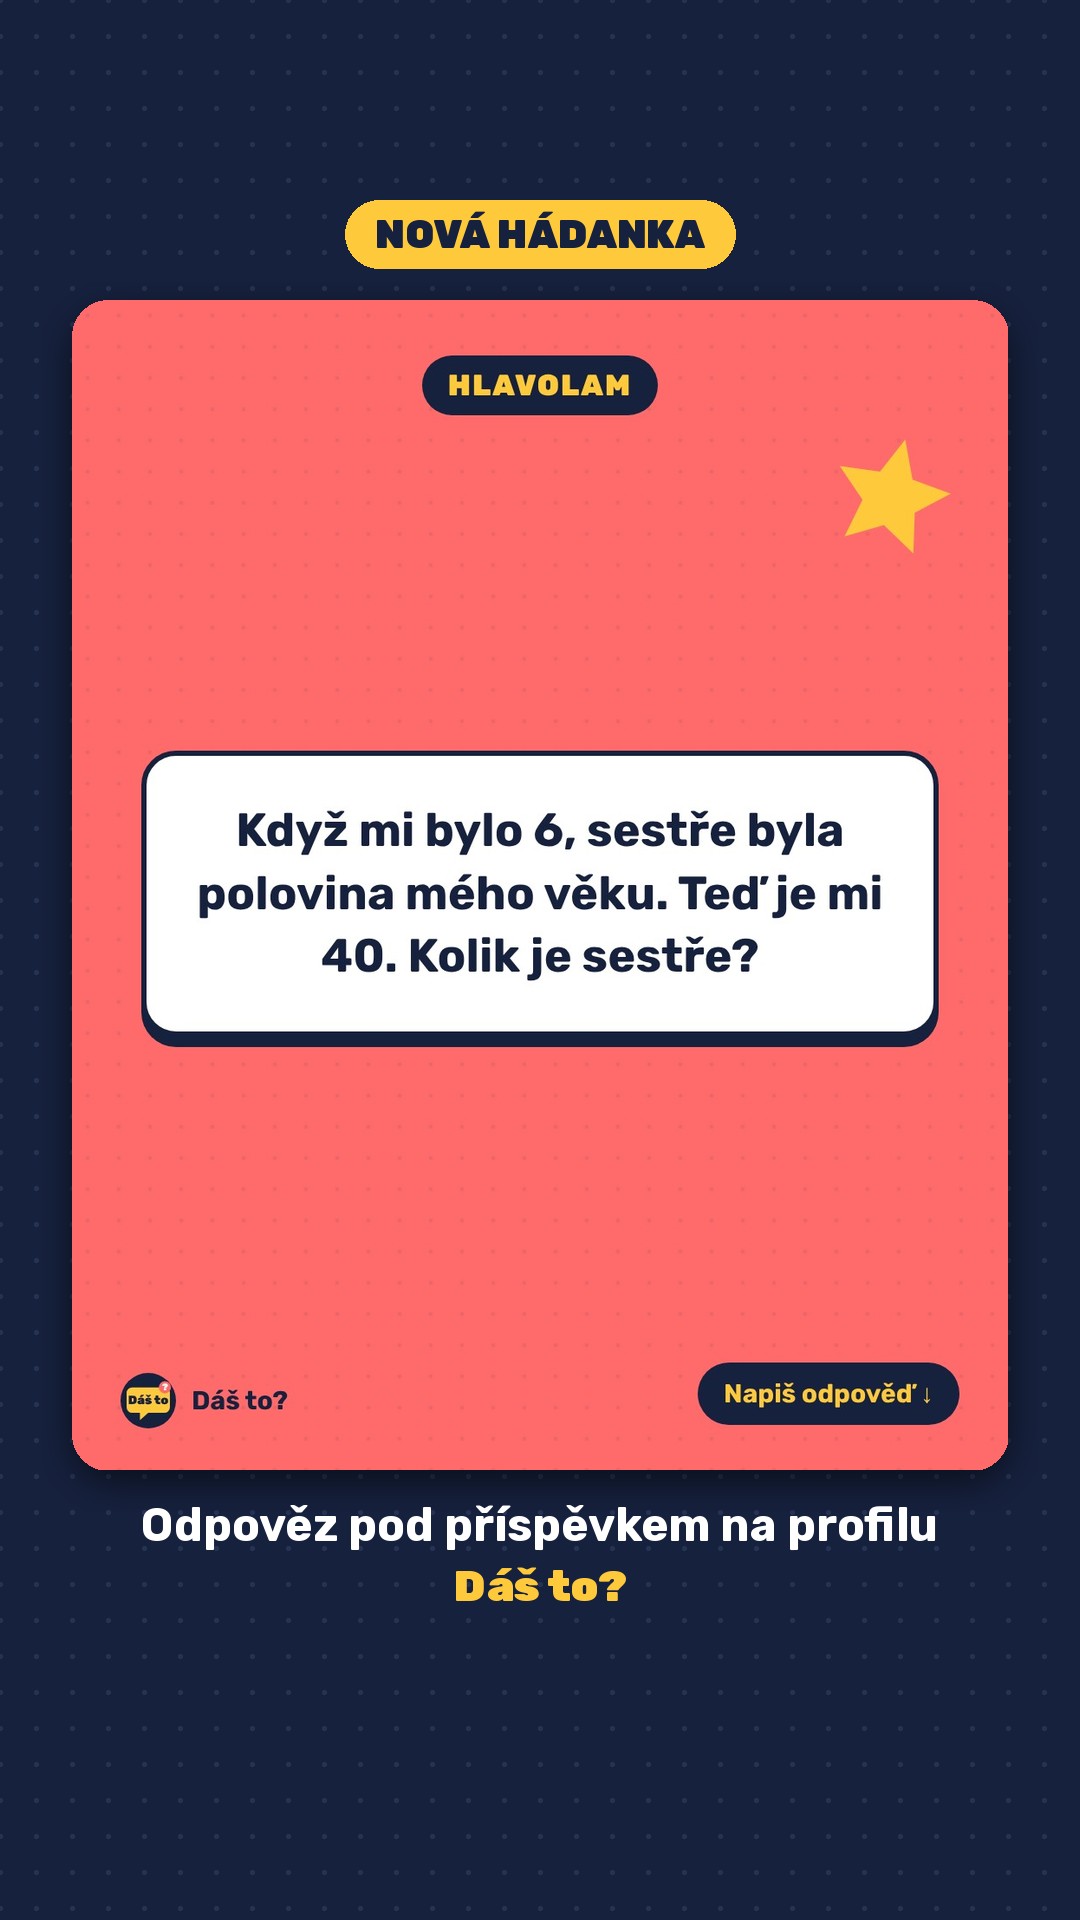 NOVÁ HÁDANKA
HLAVOLAM
Když mi bylo 6, sestře byla
polovina mého věku. Teď je mi
40. Kolik je sestře?
Dáš to ?
Dáš to?
Napiš odpověď ↓
Odpověz pod příspěvkem na profilu
Dáš to?